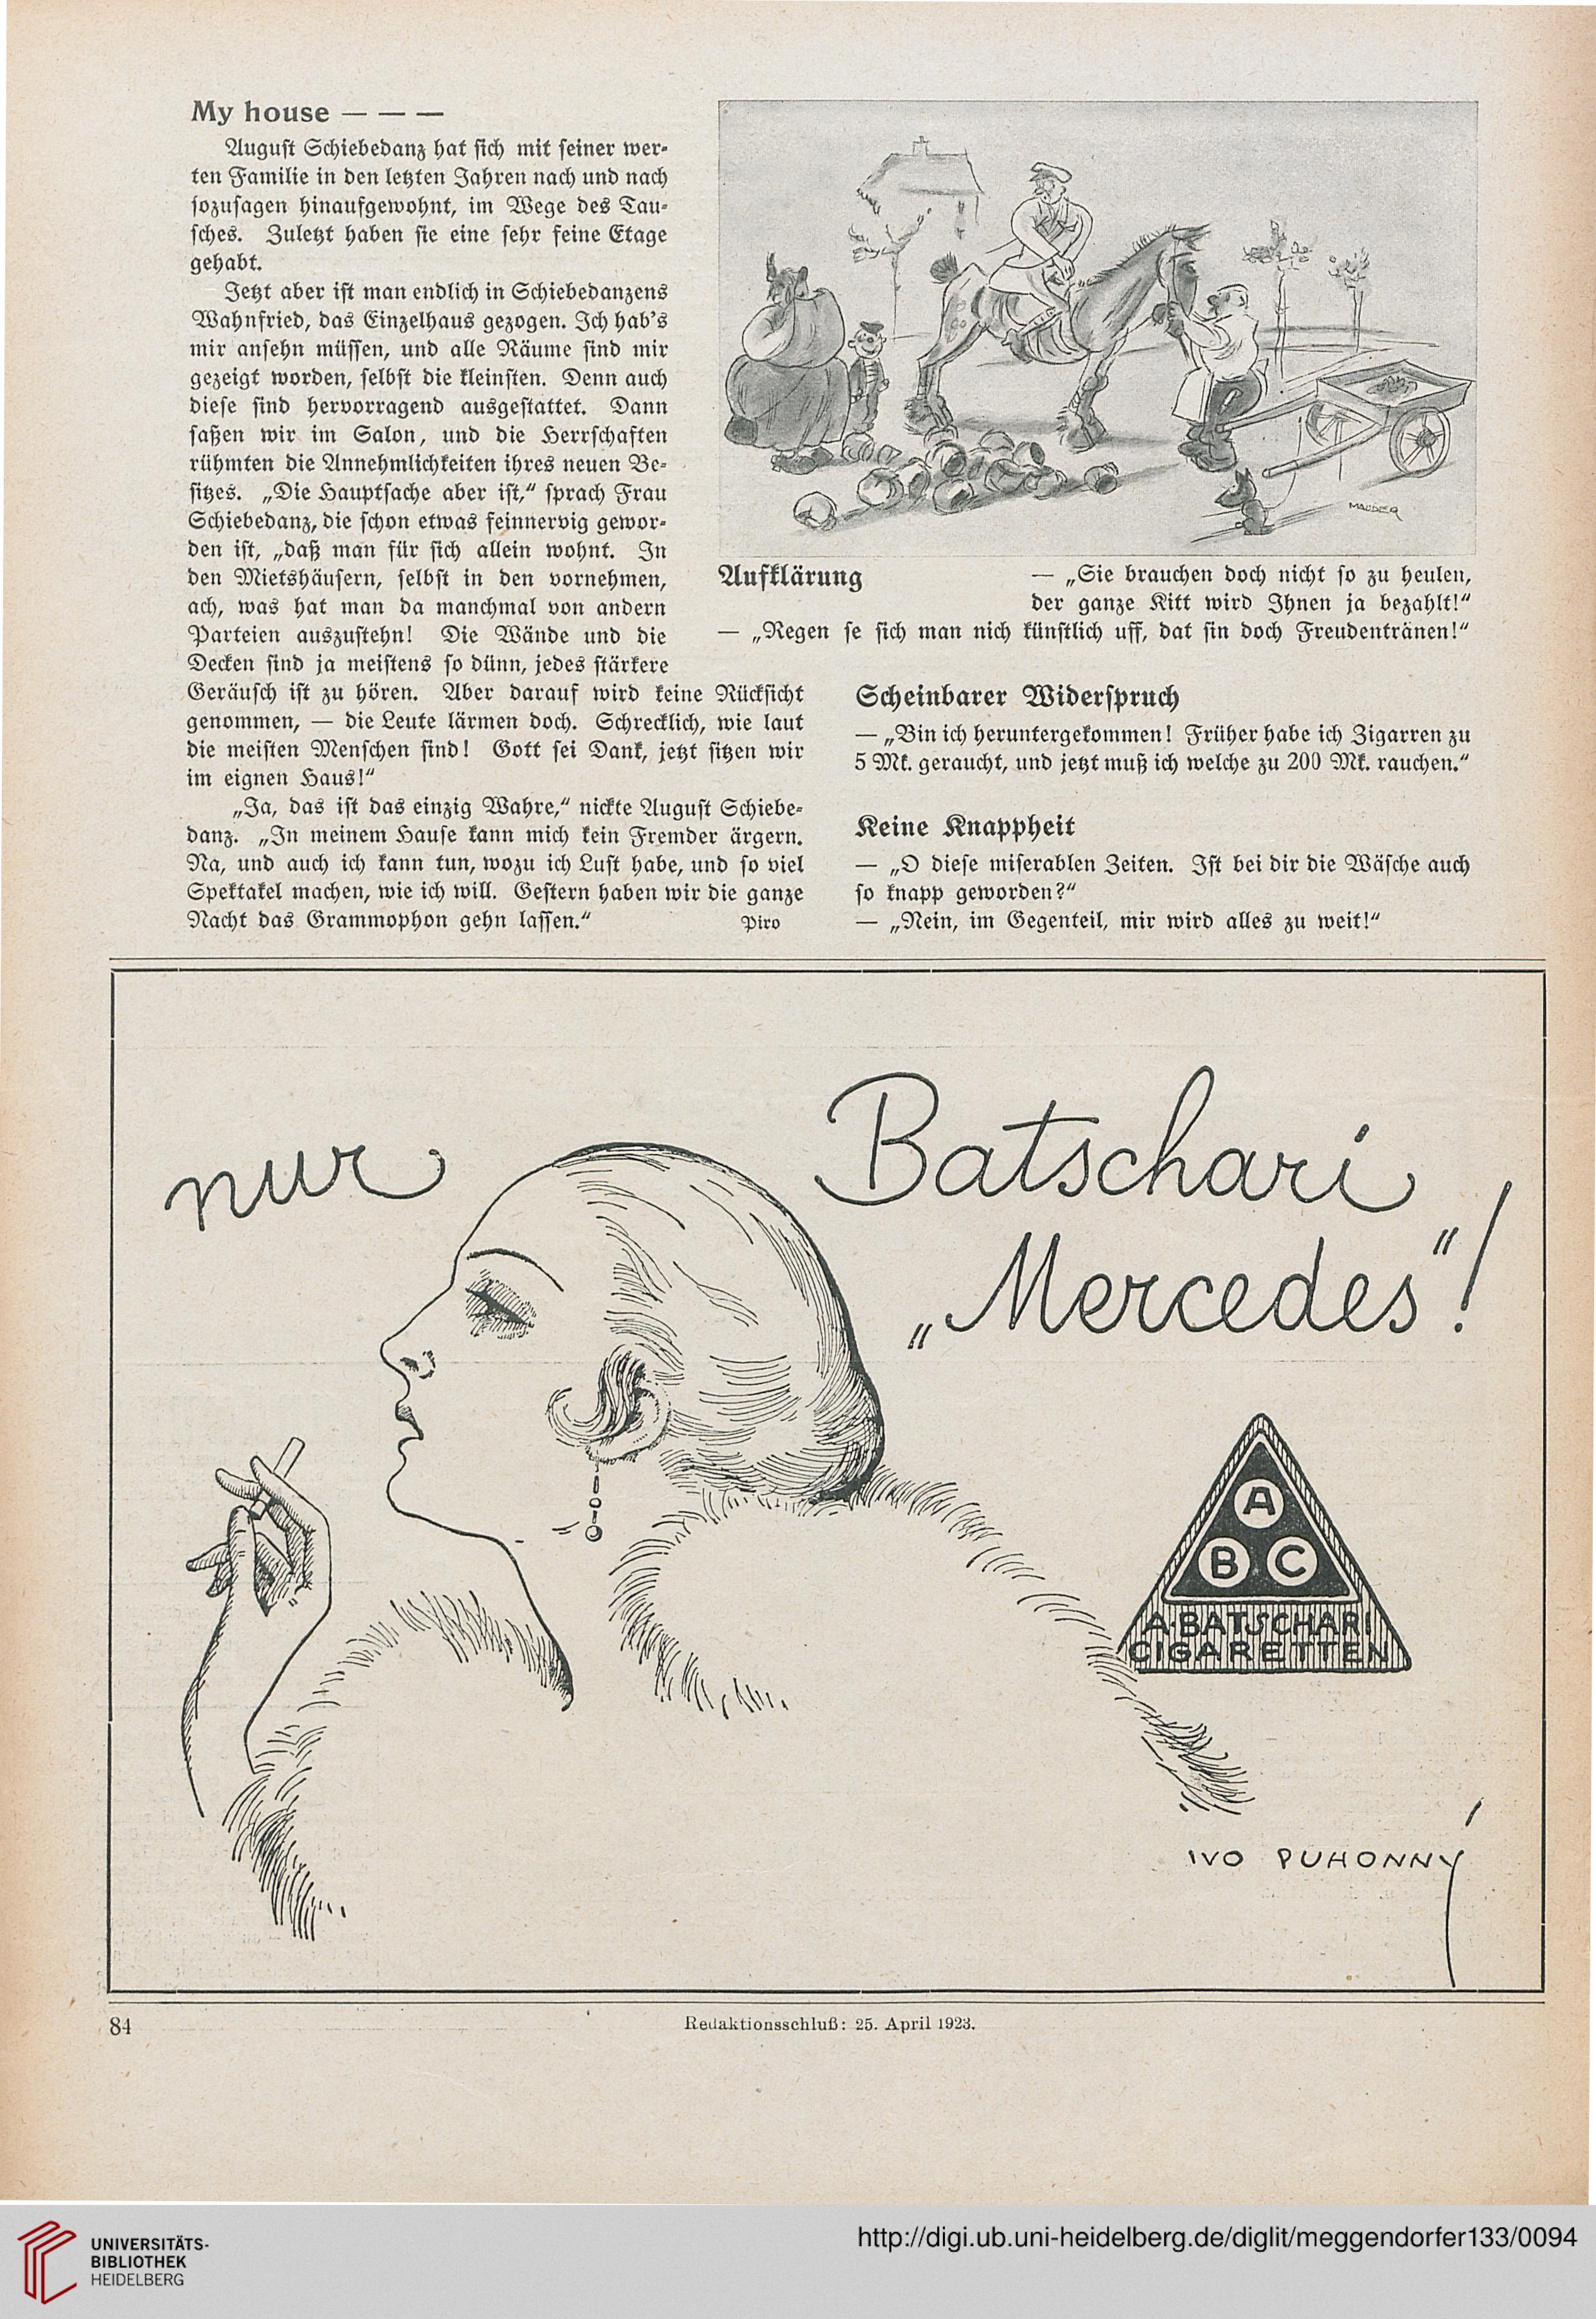 My house — — —
August Schiebedanz hat sich mit seiner wer-
ten Familie in den letzten Jahren nach und nach
sozusagen hinaufgewohnt, im Wege des Tau-
sches. Zuletzt haben sie eine sehr feine Etage
gehabt.
Jetzt aber ist man endlich in Schiebedanzens
Wahnfried, das Einzelhaus gezogen. Ich hab's
mir ansehn müssen, und alle Räume sind mir
gezeigt worden, selbst die kleinsten. Denn auch
diese sind hervorragend ausgestattet. Dann
saßen wir im Salon, und die Herrschaften
rühmten die Annehmlichkeiten ihres neuen Be-
sitzes. „Die Hauptsache aber ist,“ sprach Frau
Schiebedanz, die schon etwas feinnervig gewor-
den ist, „daß man für sich allein wohnt. In
den Mietshäusern, selbst in den vornehmen,
ach, was hat man da manchmal von andern
Parteien auszustehn! Die Wände und die
Decken sind ja meistens so dünn, jedes stärkere
Geräusch ist zu hören. Aber darauf wird keine Rücksicht
genommen, — die Leute lärmen doch. Schrecklich, wie laut
die meisten Menschen sind! Gott sei Dank, jetzt sitzen wir
im eignen Haus!“
„Ja, das ist das einzig Wahre,“ nickte August Schiebe-
danz. „In meinem Hause kann mich kein Fremder ärgern.
Na, und auch ich kann tun, wozu ich Lust habe, und so viel
Spektakel machen, wie ich will. Gestern haben wir die ganze
Nacht das Grammophon gehn lassen.“ Piro
MAUDER
Aufklärung — „Sie brauchen doch nicht so zu heulen,
der ganze Kitt wird Ihnen ja bezahlt!“
— „Regen se sich man nich künstlich uff, dat sin doch Freudentränen!“
Scheinbarer Widerspruch
— „Bin ich heruntergekommen! Früher habe ich Zigarren zu
5 Mk. geraucht, und jetzt muß ich welche zu 200 Mk. rauchen.“
Keine Knappheit
— „O diese miserablen Zeiten. Ist bei dir die Wäsche auch
so knapp geworden?“
— „Nein, im Gegenteil, mir wird alles zu weit!“
nur Batschari
„Mercedes“!
A
B C
A·BATSCHARI
CIGARETTEN
IVO PUHONNY
84 Redaktionsschluß: 25. April 1923.
UNIVERSITÄTS-
BIBLIOTHEK
HEIDELBERG
http://digi.ub.uni-heidelberg.de/diglit/meggendorfer133/0094